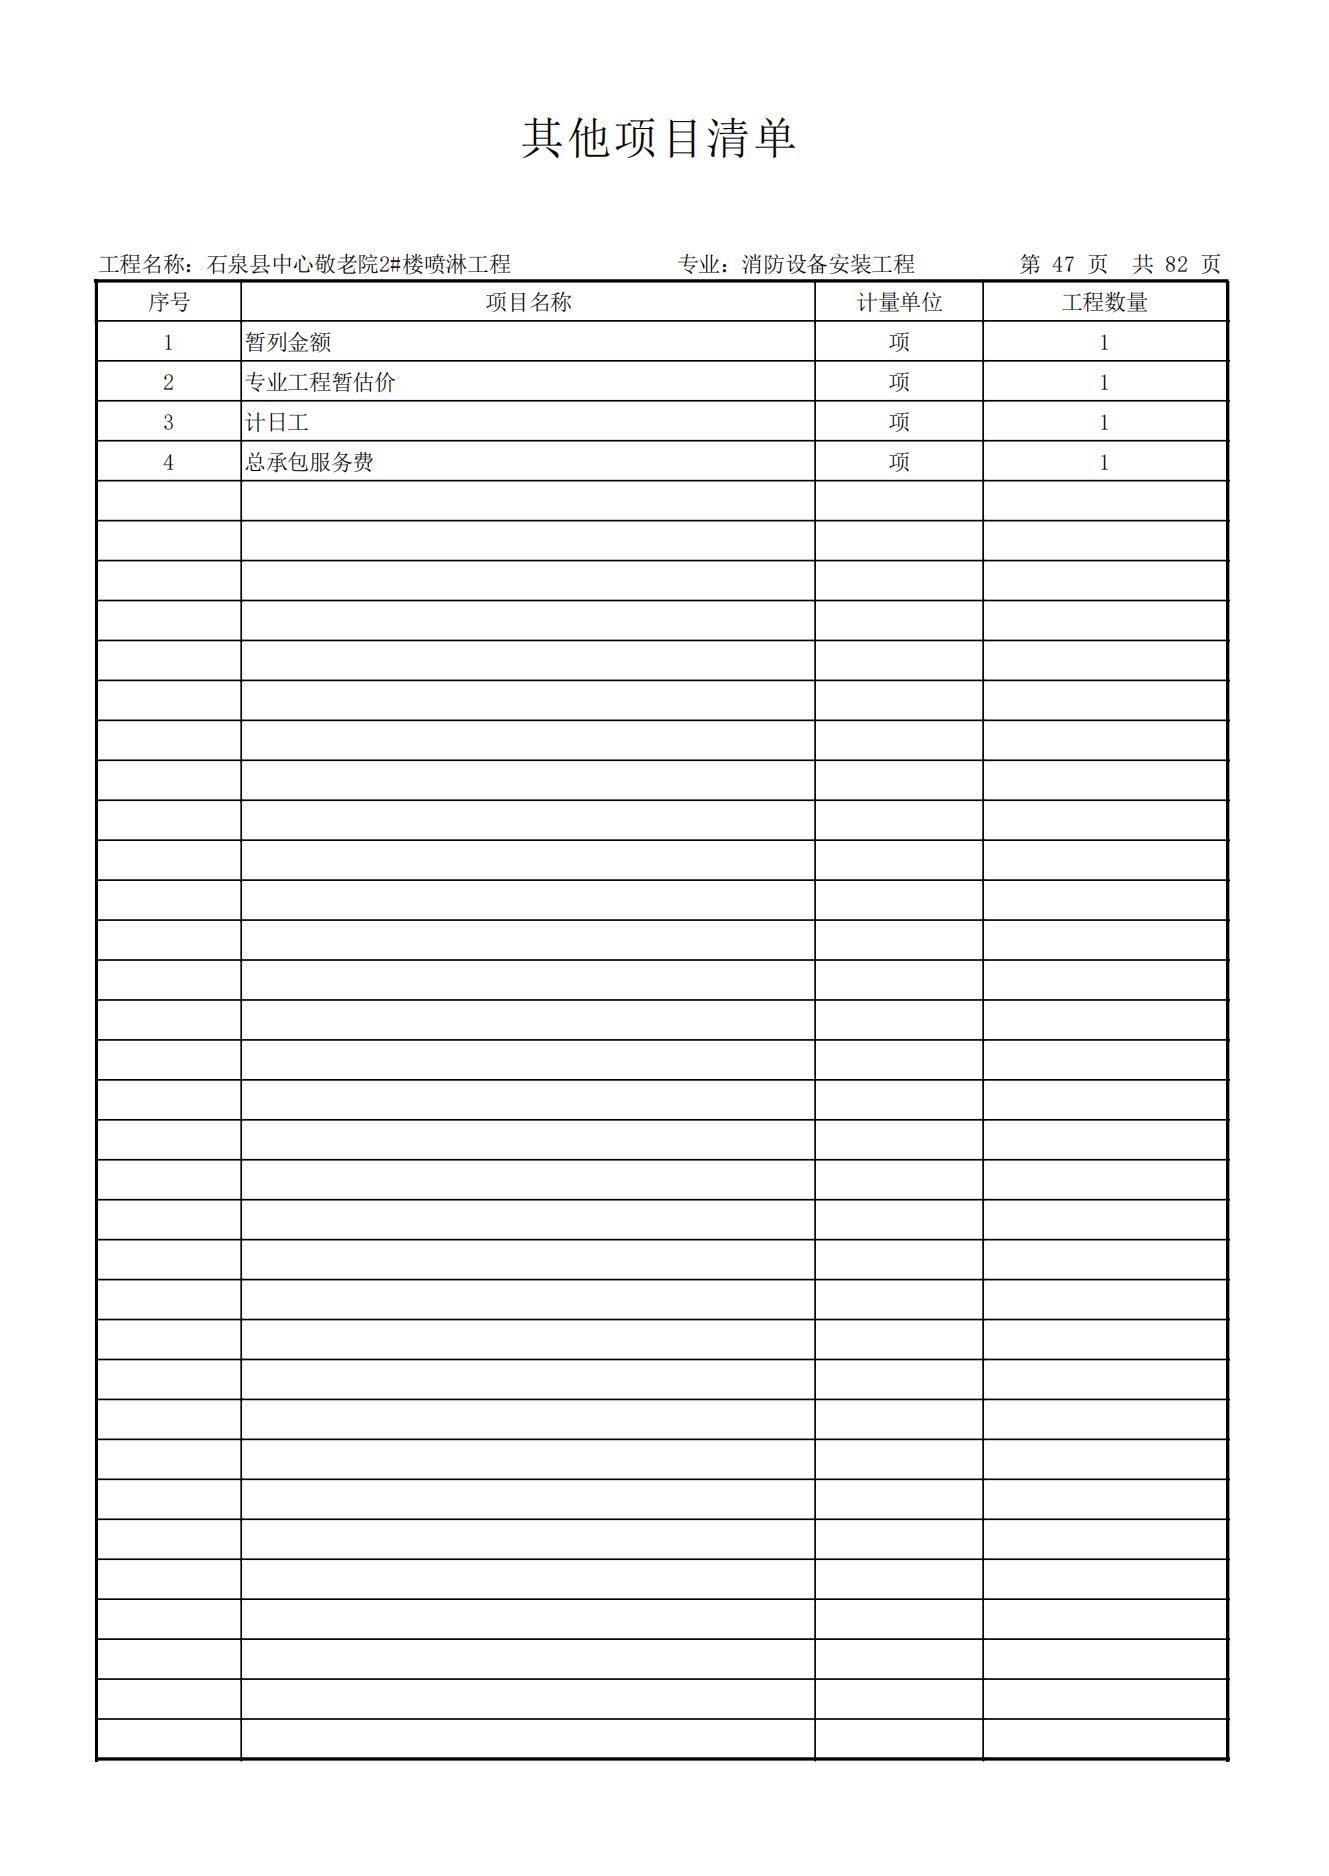 其他项目清单
工程名称：石泉县中心敬老院2#楼喷淋工程 专业：消防设备安装工程 第 47 页 共 82 页
序号 项目名称 计量单位 工程数量
1 暂列金额 项 1
2 专业工程暂估价 项 1
3 计日工 项 1
4 总承包服务费 项 1